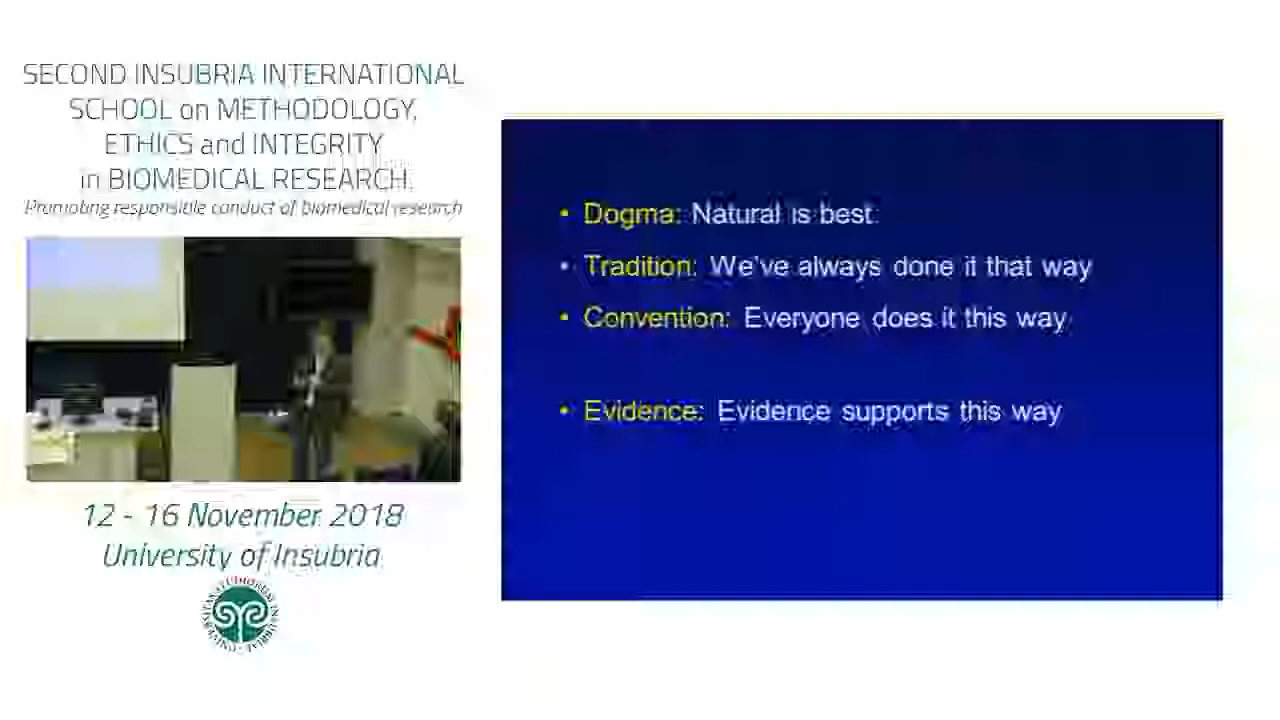 SECOND INSUBRIA INTERNATIONAL
SCHOOL on METHODOLOGY,
ETHICS and INTEGRITY
in BIOMEDICAL RESEARCH.
Promoting responsible conduct of biomedical research
• Dogma: Natural is best
• Tradition: We've always done it that way
• Convention: Everyone does it this way
• Evidence: Evidence supports this way
12 - 16 November 2018
University of Insubria